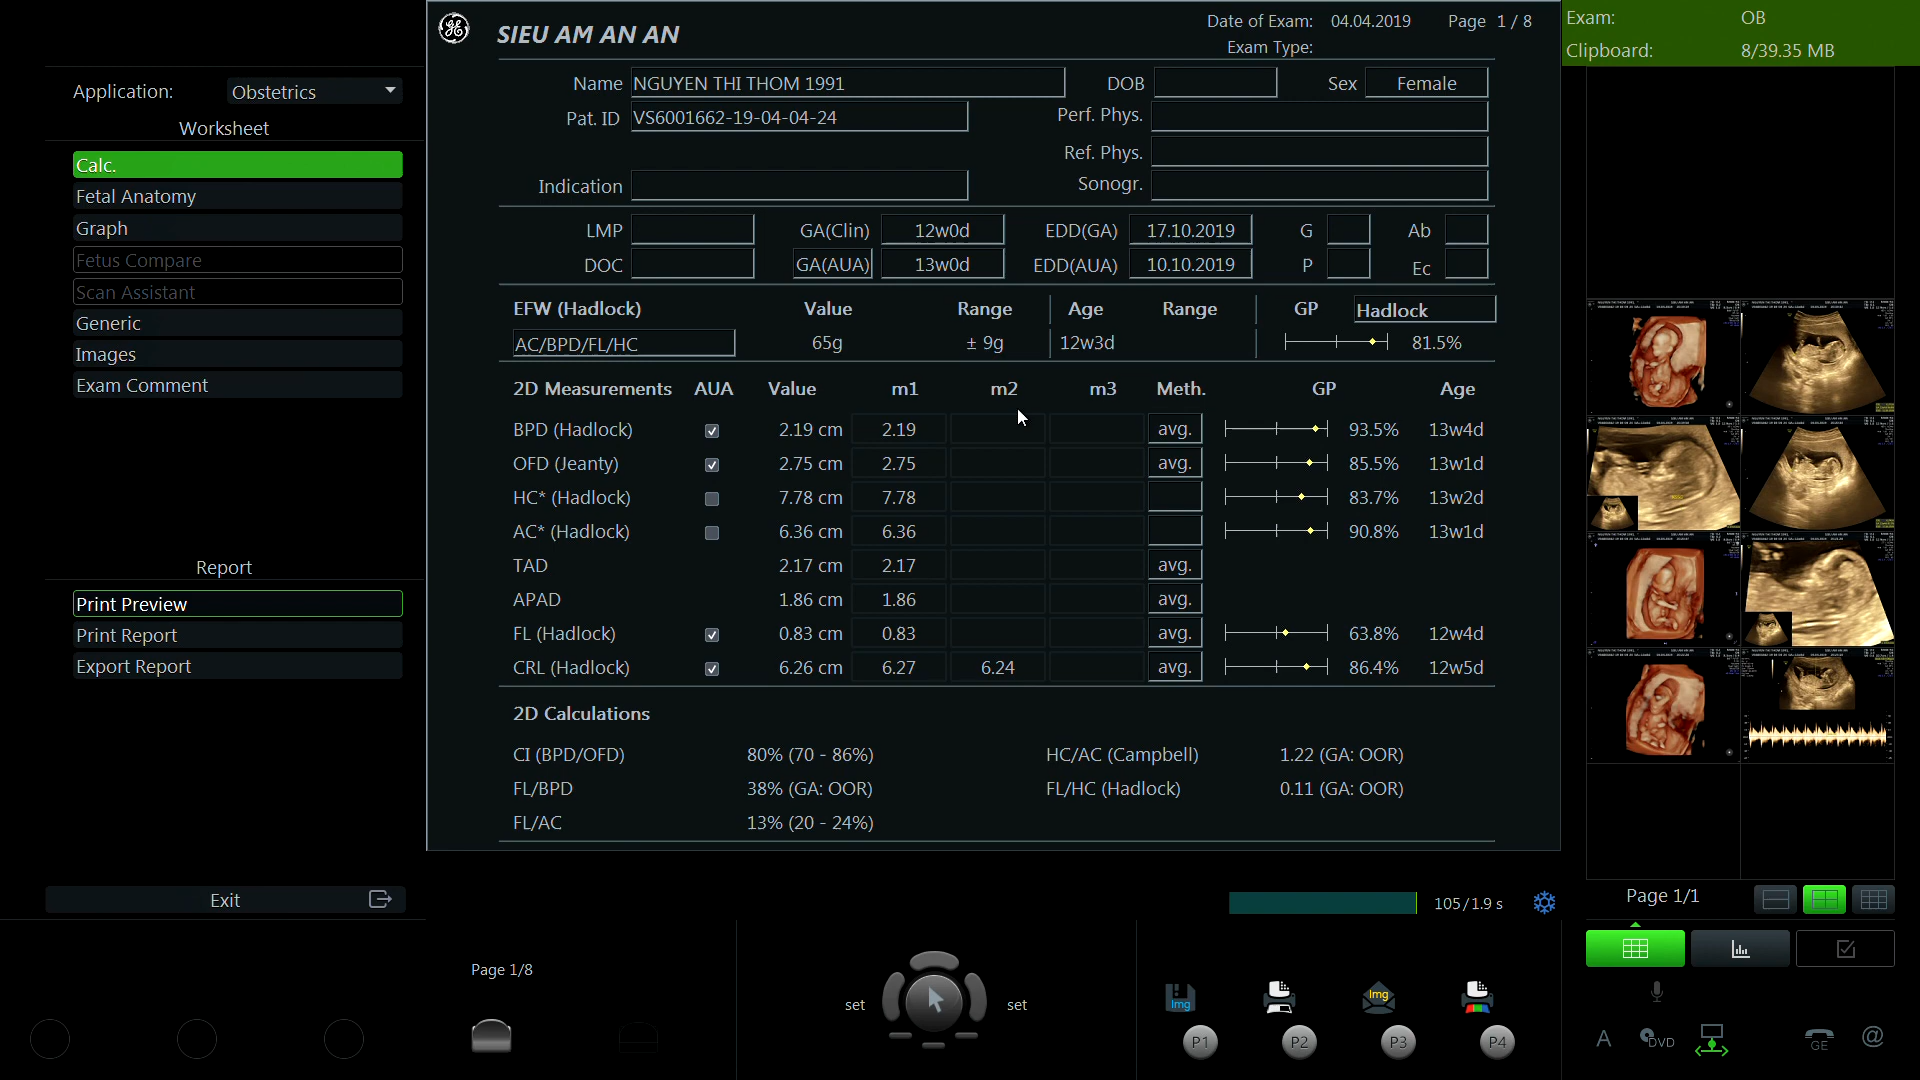 Application: Obstetrics
Worksheet
Calc.
Fetal Anatomy
Graph
Fetus Compare
Scan Assistant
Generic
Images
Exam Comment
Report
Print Preview
Print Report
Export Report
Exit
SIEU AM AN AN
Date of Exam: 04.04.2019 Page 1 / 8
Exam Type:
Name NGUYEN THI THOM 1991 DOB Sex Female
Pat. ID VS6001662-19-04-04-24 Perf. Phys.
Ref. Phys.
Indication Sonogr.
LMP GA(Clin) 12w0d EDD(GA) 17.10.2019 G Ab
DOC GA(AUA) 13w0d EDD(AUA) 10.10.2019 P Ec
EFW (Hadlock) Value Range Age Range GP Hadlock
AC/BPD/FL/HC 65g ± 9g 12w3d 81.5%
2D Measurements AUA Value m1 m2 m3 Meth. GP Age
BPD (Hadlock) 2.19 cm 2.19 avg. 93.5% 13w4d
OFD (Jeanty) 2.75 cm 2.75 avg. 85.5% 13w1d
HC* (Hadlock) 7.78 cm 7.78 83.7% 13w2d
AC* (Hadlock) 6.36 cm 6.36 90.8% 13w1d
TAD 2.17 cm 2.17 avg.
APAD 1.86 cm 1.86 avg.
FL (Hadlock) 0.83 cm 0.83 avg. 63.8% 12w4d
CRL (Hadlock) 6.26 cm 6.27 6.24 avg. 86.4% 12w5d
2D Calculations
CI (BPD/OFD) 80% (70 - 86%) HC/AC (Campbell) 1.22 (GA: OOR)
FL/BPD 38% (GA: OOR) FL/HC (Hadlock) 0.11 (GA: OOR)
FL/AC 13% (20 - 24%)
105/1.9 s
Page 1/8
set set
Img Img
P1 P2 P3 P4
Exam: OB
Clipboard: 8/39.35 MB
Page 1/1
A DVD GE @